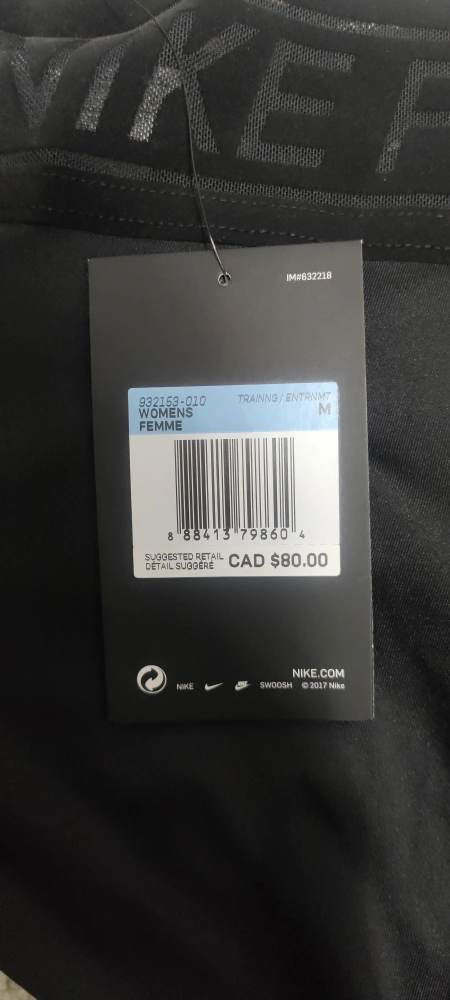 NIKE P
IM#632218
932153-010 TRAINNG / ENTRNMT
WOMENS M
FEMME
8 88413 79860 4
SUGGESTED RETAIL
DÉTAIL SUGGÉRÉ CAD $80.00
NIKE.COM
NIKE SWOOSH © 2017 Nike